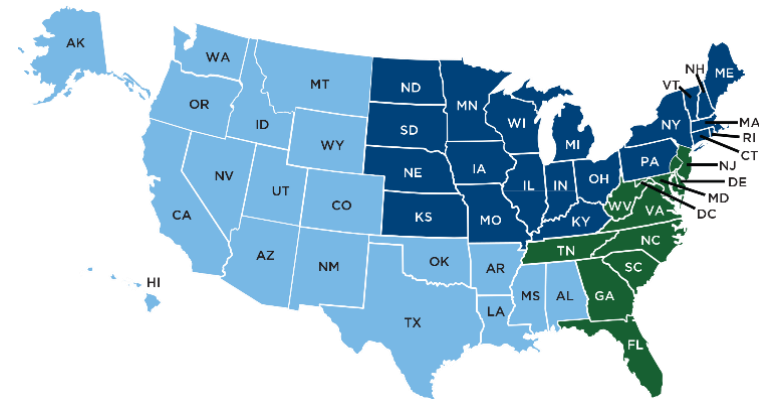 AK
WA
MT
ND
MN
OR
ID
WY
SD
WI
MI
NH
VT
ME
NY
MA
RI
CT
NV
UT
CO
NE
IA
IL
IN
OH
PA
NJ
DE
MD
DC
CA
AZ
NM
KS
MO
KY
WV
VA
OK
AR
TN
NC
SC
HI
TX
LA
MS
AL
GA
FL